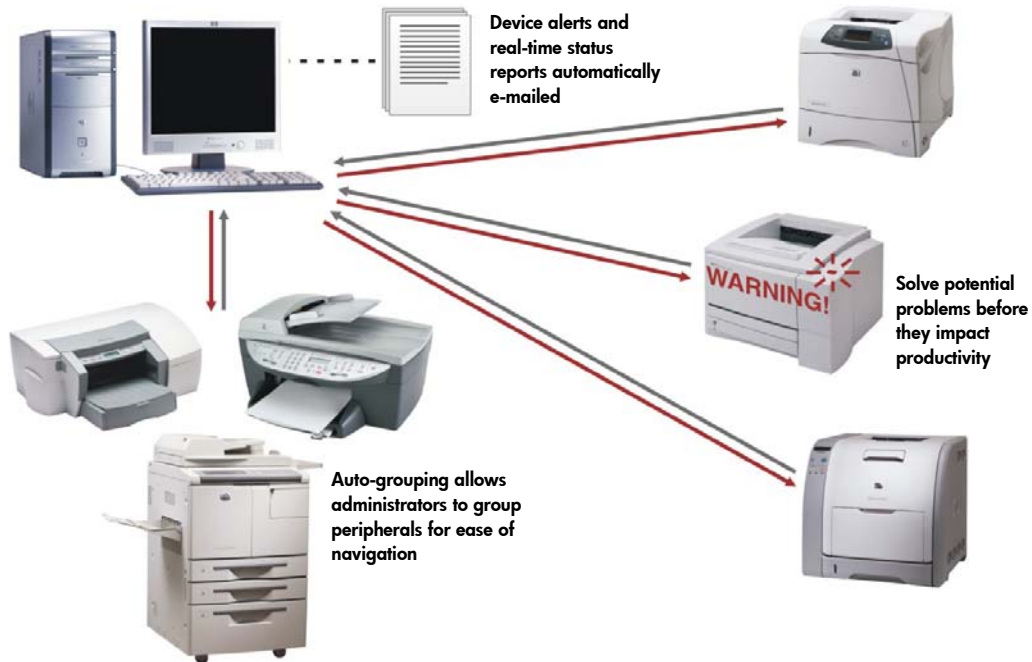 Device alerts and
real-time status
reports automatically
e-mailed
WARNING!
Solve potential
problems before
they impact
productivity
Auto-grouping allows
administrators to group
peripherals for ease of
navigation